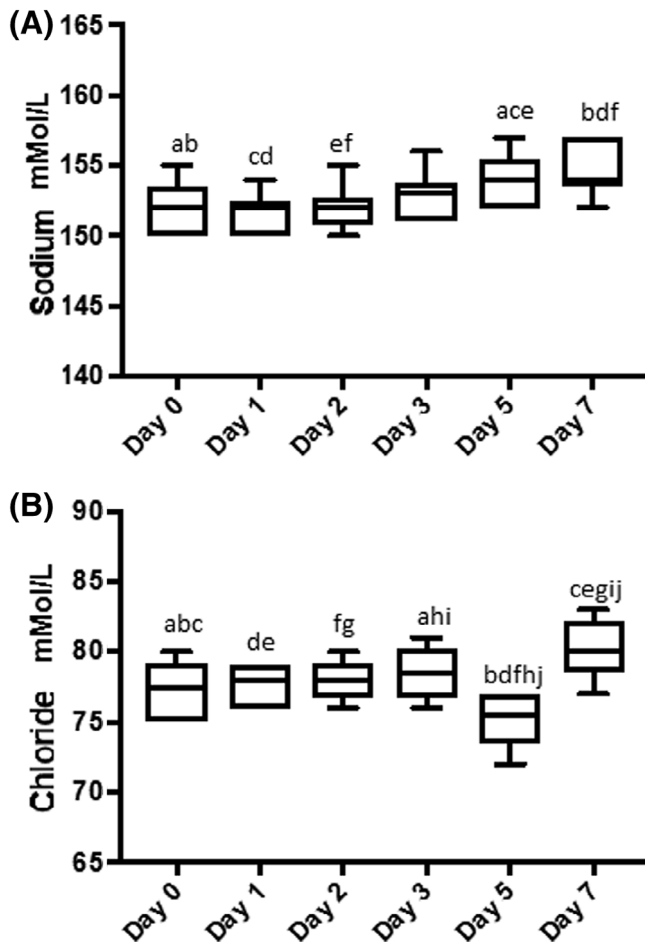 (A)
Sodium mMol/L
165
160
155
150
145
140
ab
cd
ef
ace
bdf
Day 0
Day 1
Day 2
Day 3
Day 5
Day 7
(B)
Chloride mMol/L
90
85
80
75
70
65
abc
de
fg
ahi
bdfhj
cegij
Day 0
Day 1
Day 2
Day 3
Day 5
Day 7